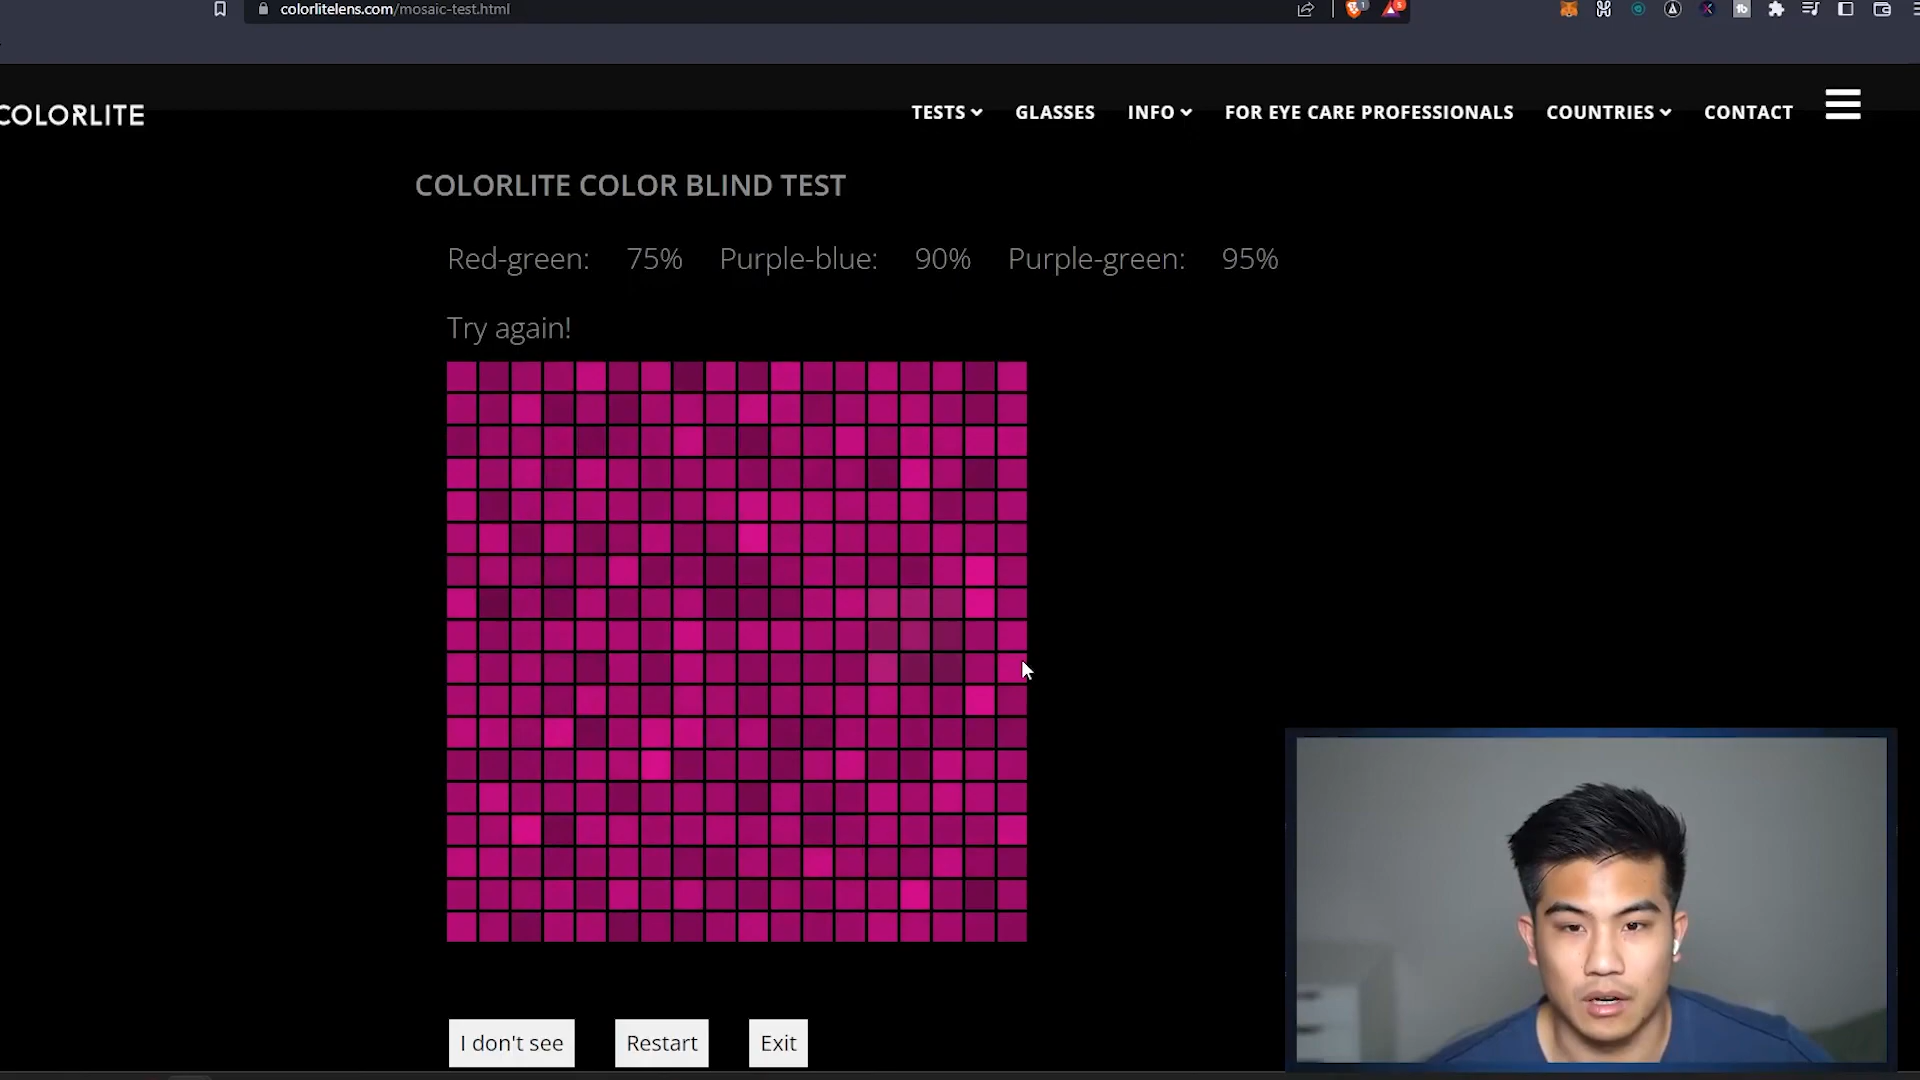 colorlitelens.com/mosaic-test.html
COLORLITE
TESTS GLASSES INFO FOR EYE CARE PROFESSIONALS COUNTRIES CONTACT
COLORLITE COLOR BLIND TEST
Red-green: 75% Purple-blue: 90% Purple-green: 95%
Try again!
I don't see Restart Exit